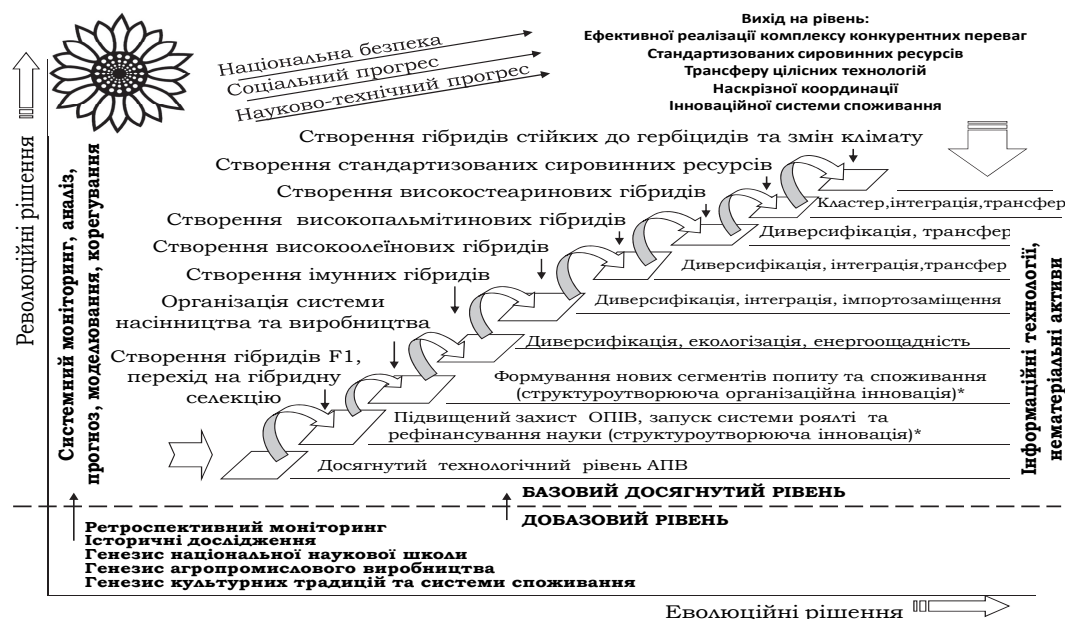 Вихід на рівень:
Ефективної реалізації комплексу конкурентних переваг
Стандартизованих сировинних ресурсів
Трансферу цілісних технологій
Наскрізної координації
Інноваційної системи споживання
Національна безпека
Соціальний прогрес
Науково-технічний прогрес
Революційні рішення
Системний моніторинг, аналіз,
прогноз, моделювання, корегування
Створення гібридів стійких до гербіцидів та змін клімату
Створення стандартизованих сировинних ресурсів
Створення високостеаринових гібридів
Створення високопальмітинових гібридів
Створення високоолеїнових гібридів
Створення імунних гібридів
Організація системи
насінництва та виробництва
Створення гібридів F1,
перехід на гібридну
селекцію
Кластер,інтеграція,трансфер
Диверсифікація, трансфер
Диверсифікація, інтеграція,трансфер
Диверсифікація, інтеграція, імпортозаміщення
Диверсифікація, екологізація, енергоощадність
Формування нових сегментів попиту та споживання
(структуроутворююча організаційна інновація)*
Підвищений захист ОПІВ, запуск системи роялті та
рефінансування науки (структуроутворююча інновація)*
Досягнутий технологічний рівень АПВ
Інформаційні технології,
нематеріальні активи
БАЗОВИЙ ДОСЯГНУТИЙ РІВЕНЬ
ДОБАЗОВИЙ РІВЕНЬ
Ретроспективний моніторинг
Історичні дослідження
Генезис національної наукової школи
Генезис агропромислового виробництва
Генезис культурних традицій та системи споживання
Еволюційні рішення